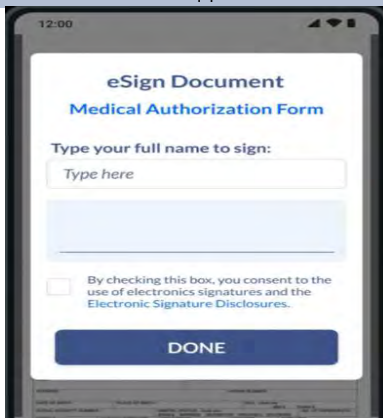 12:00
eSign Document
Medical Authorization Form
Type your full name to sign:
Type here
By checking this box, you consent to the
use of electronics signatures and the
Electronic Signature Disclosures.
DONE